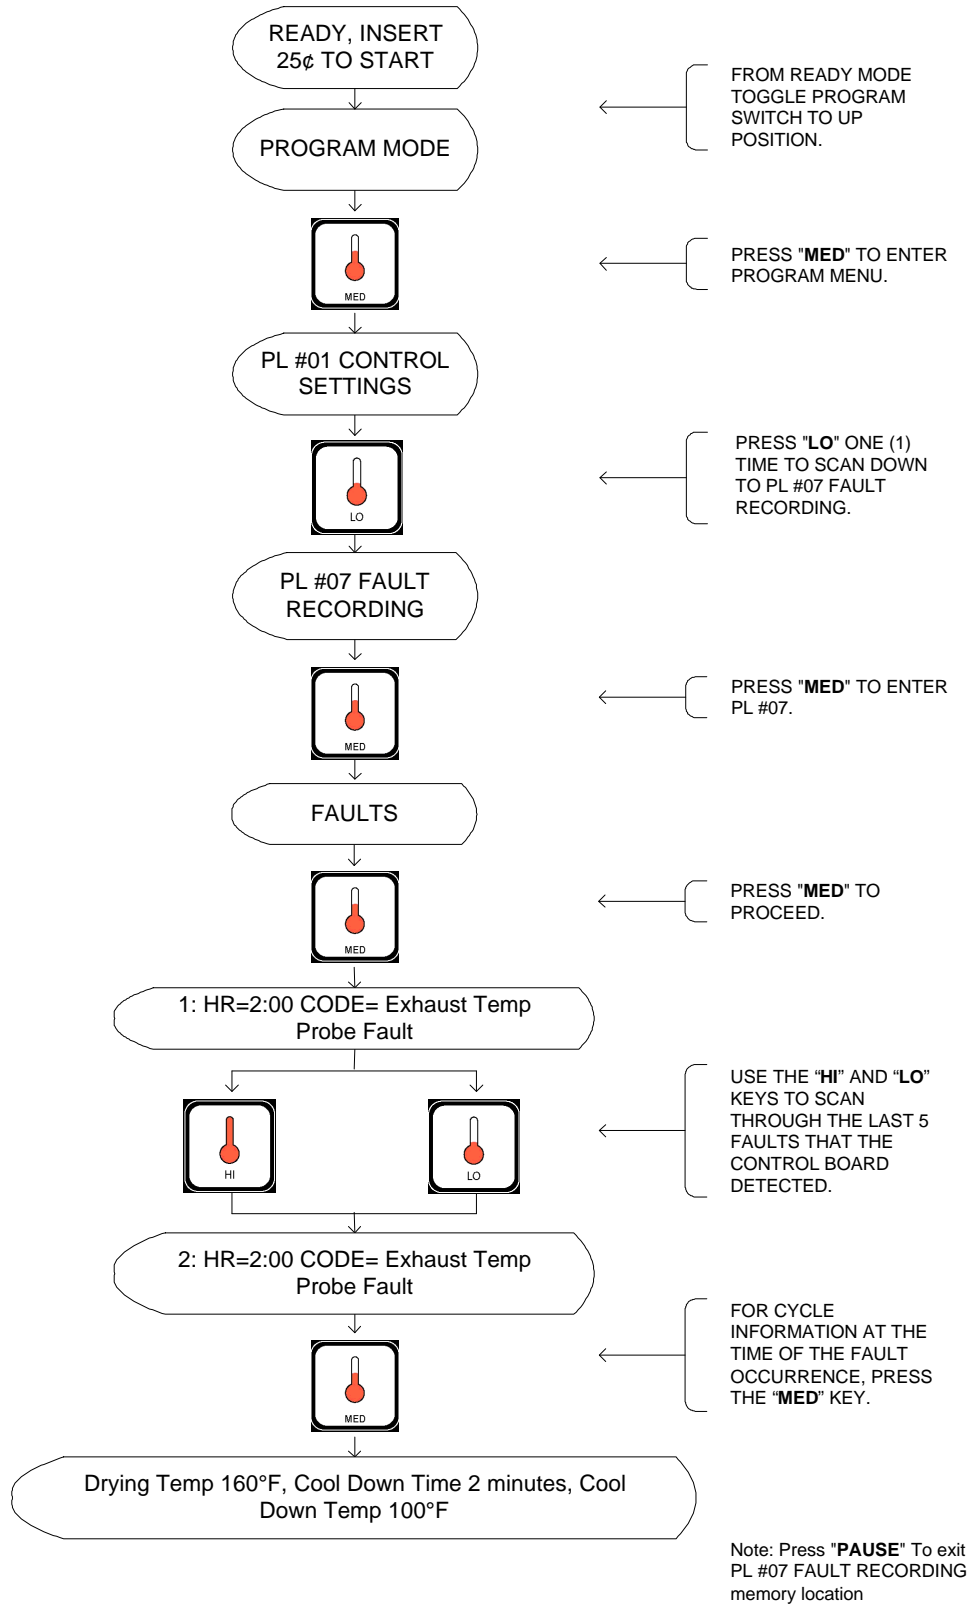 READY, INSERT
25¢ TO START
FROM READY MODE
TOGGLE PROGRAM
SWITCH TO UP
POSITION.
PROGRAM MODE
MED
PRESS "MED" TO ENTER
PROGRAM MENU.
PL #01 CONTROL
SETTINGS
LO
PRESS "LO" ONE (1)
TIME TO SCAN DOWN
TO PL #07 FAULT
RECORDING.
PL #07 FAULT
RECORDING
MED
PRESS "MED" TO ENTER
PL #07.
FAULTS
MED
PRESS "MED" TO
PROCEED.
1: HR=2:00 CODE= Exhaust Temp
Probe Fault
HI
LO
USE THE “HI” AND “LO”
KEYS TO SCAN
THROUGH THE LAST 5
FAULTS THAT THE
CONTROL BOARD
DETECTED.
2: HR=2:00 CODE= Exhaust Temp
Probe Fault
MED
FOR CYCLE
INFORMATION AT THE
TIME OF THE FAULT
OCCURRENCE, PRESS
THE “MED” KEY.
Drying Temp 160°F, Cool Down Time 2 minutes, Cool
Down Temp 100°F
Note: Press "PAUSE" To exit
PL #07 FAULT RECORDING
memory location